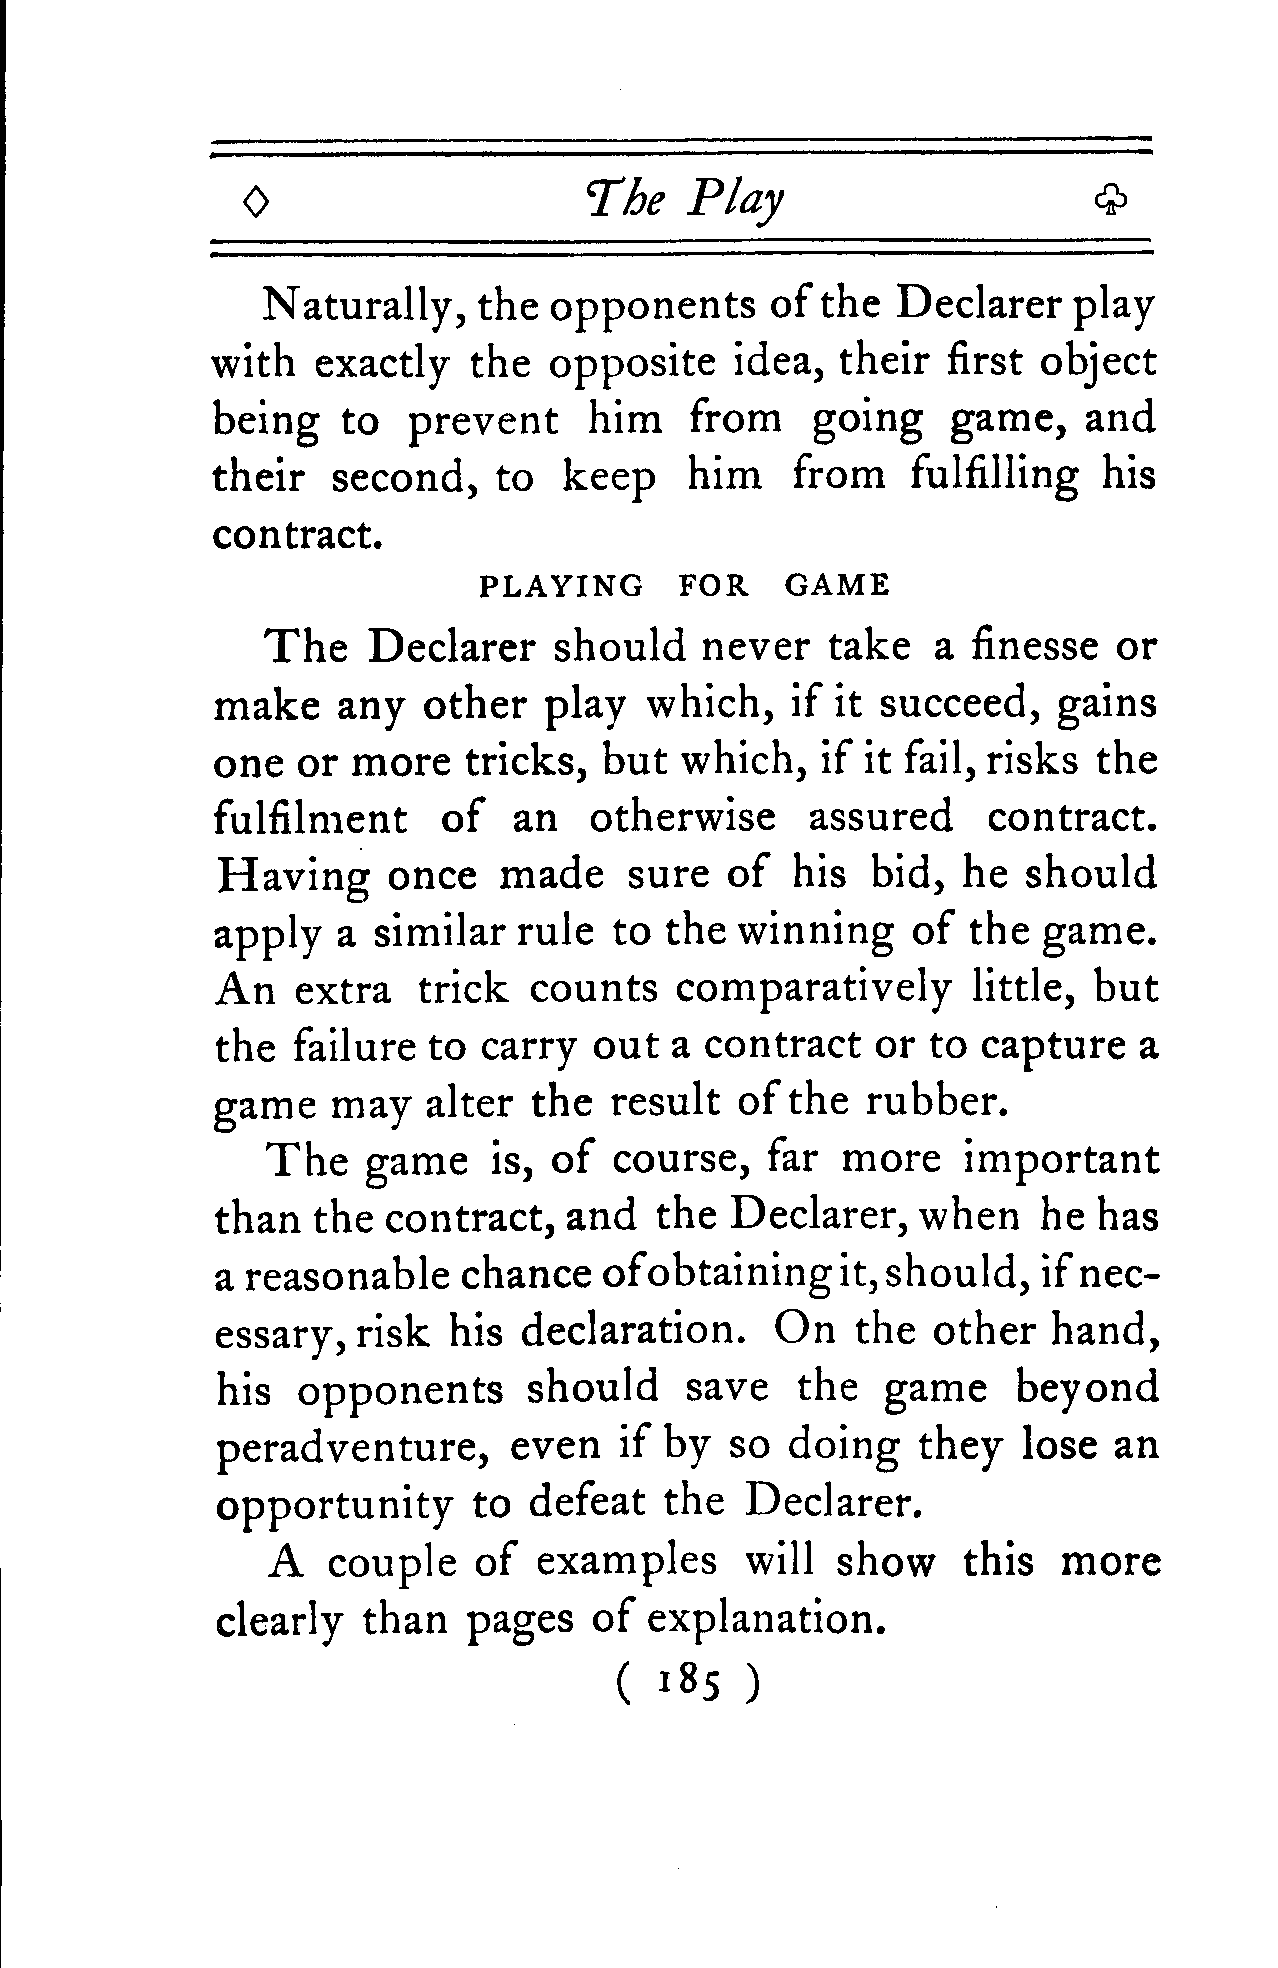 ◊ The Play ♧
Naturally, the opponents of the Declarer play
with exactly the opposite idea, their first object
being to prevent him from going game, and
their second, to keep him from fulfilling his
contract.
PLAYING FOR GAME
The Declarer should never take a finesse or
make any other play which, if it succeed, gains
one or more tricks, but which, if it fail, risks the
fulfilment of an otherwise assured contract.
Having once made sure of his bid, he should
apply a similar rule to the winning of the game.
An extra trick counts comparatively little, but
the failure to carry out a contract or to capture a
game may alter the result of the rubber.
The game is, of course, far more important
than the contract, and the Declarer, when he has
a reasonable chance of obtaining it, should, if nec-
essary, risk his declaration. On the other hand,
his opponents should save the game beyond
peradventure, even if by so doing they lose an
opportunity to defeat the Declarer.
A couple of examples will show this more
clearly than pages of explanation.
( 185 )